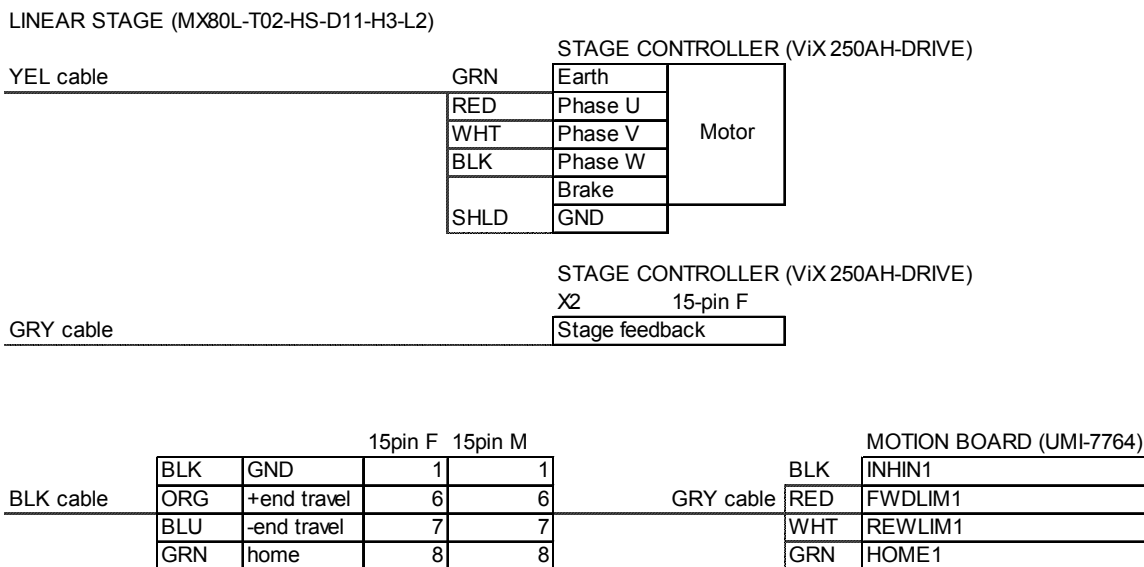 LINEAR STAGE (MX80L-T02-HS-D11-H3-L2)
STAGE CONTROLLER (ViX 250AH-DRIVE)
YEL cable GRN Earth
RED Phase U
WHT Phase V Motor
BLK Phase W
Brake
SHLD GND
STAGE CONTROLLER (ViX 250AH-DRIVE)
X2 15-pin F
GRY cable Stage feedback
15pin F 15pin M MOTION BOARD (UMI-7764)
BLK GND 1 1 BLK INHIN1
BLK cable ORG +end travel 6 6 GRY cable RED FWDLIM1
BLU -end travel 7 7 WHT REWLIM1
GRN home 8 8 GRN HOME1